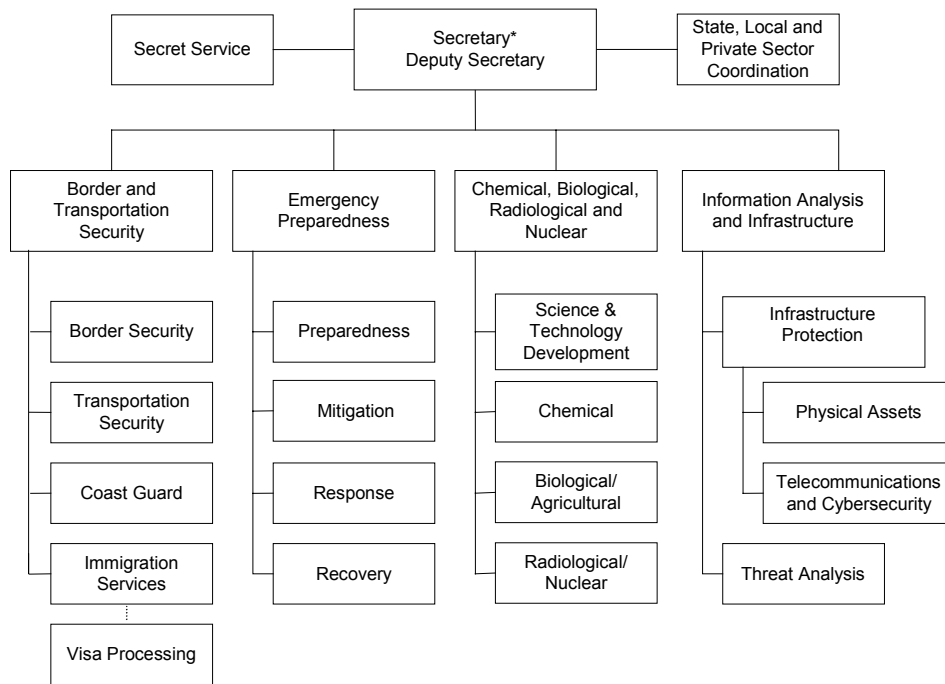 Secret Service
Secretary*
Deputy Secretary
State, Local and
Private Sector
Coordination
Border and
Transportation
Security
Emergency
Preparedness
Chemical, Biological,
Radiological and
Nuclear
Information Analysis
and Infrastructure
Border Security
Transportation
Security
Coast Guard
Immigration
Services
Visa Processing
Preparedness
Mitigation
Response
Recovery
Science &
Technology
Development
Chemical
Biological/
Agricultural
Radiological/
Nuclear
Infrastructure
Protection
Physical Assets
Telecommunications
and Cybersecurity
Threat Analysis